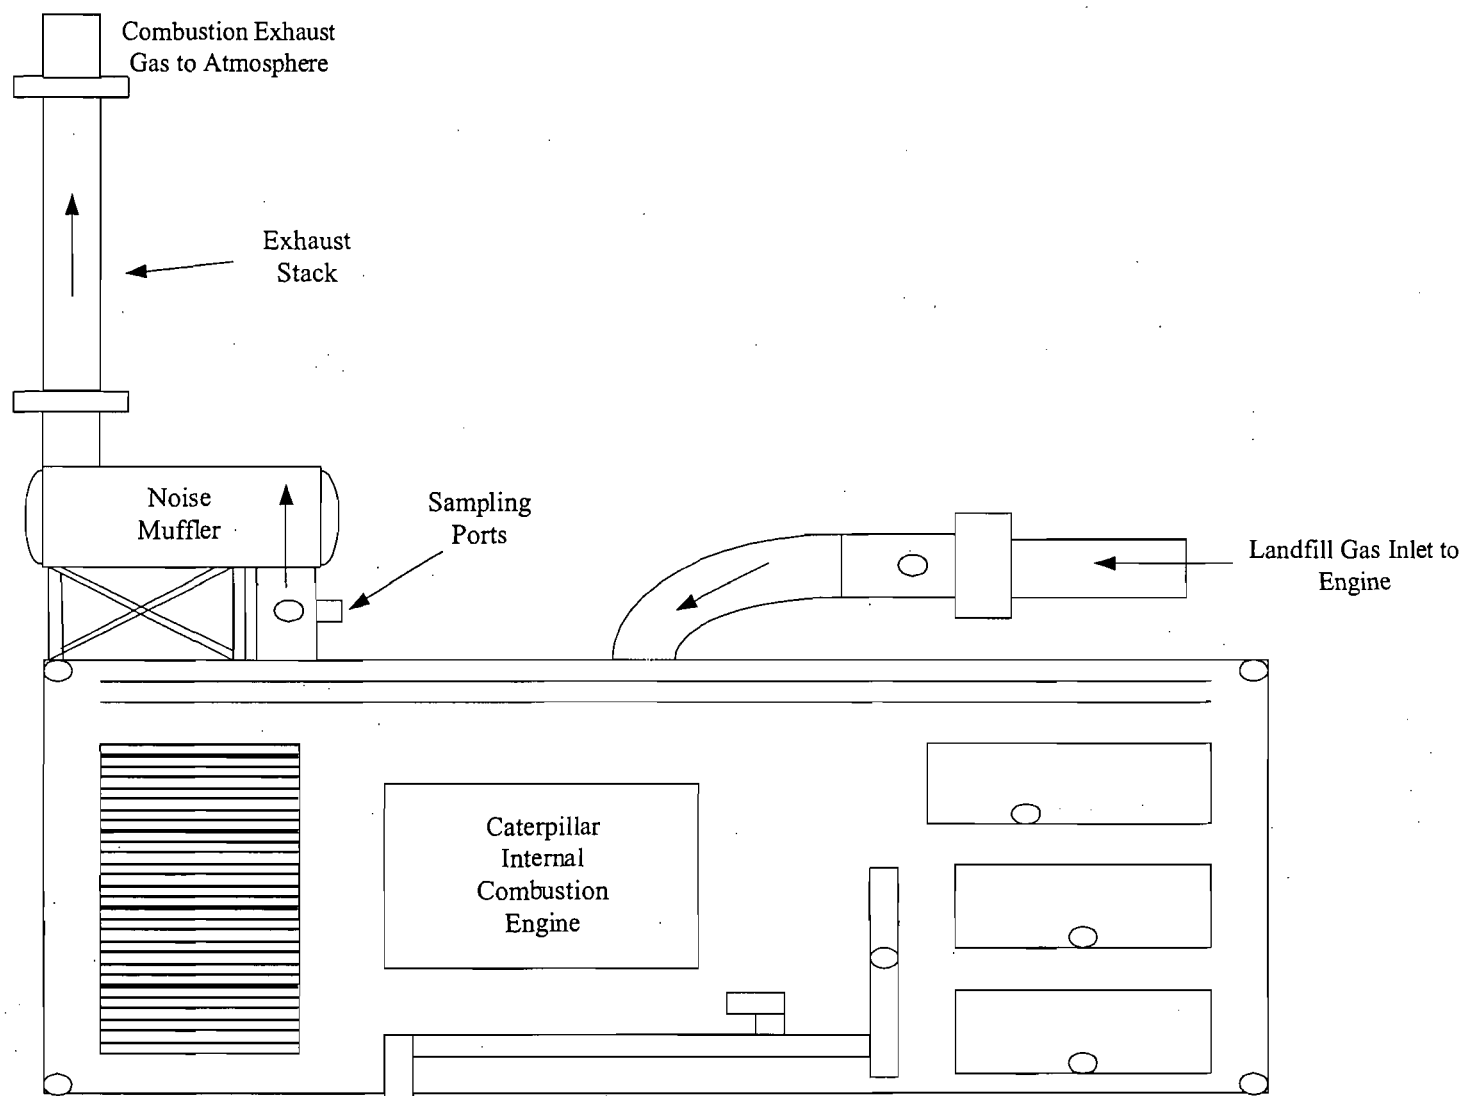 Combustion Exhaust
Gas to Atmosphere
Exhaust
Stack
Noise
Muffler
Sampling
Ports
Landfill Gas Inlet to
Engine
Caterpillar
Internal
Combustion
Engine